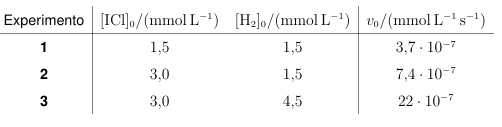 Experimento [ICl]₀/(mmol L⁻¹) [H₂]₀/(mmol L⁻¹) v₀/(mmol L⁻¹ s⁻¹)
1 1,5 1,5 3,7 · 10⁻⁷
2 3,0 1,5 7,4 · 10⁻⁷
3 3,0 4,5 22 · 10⁻⁷